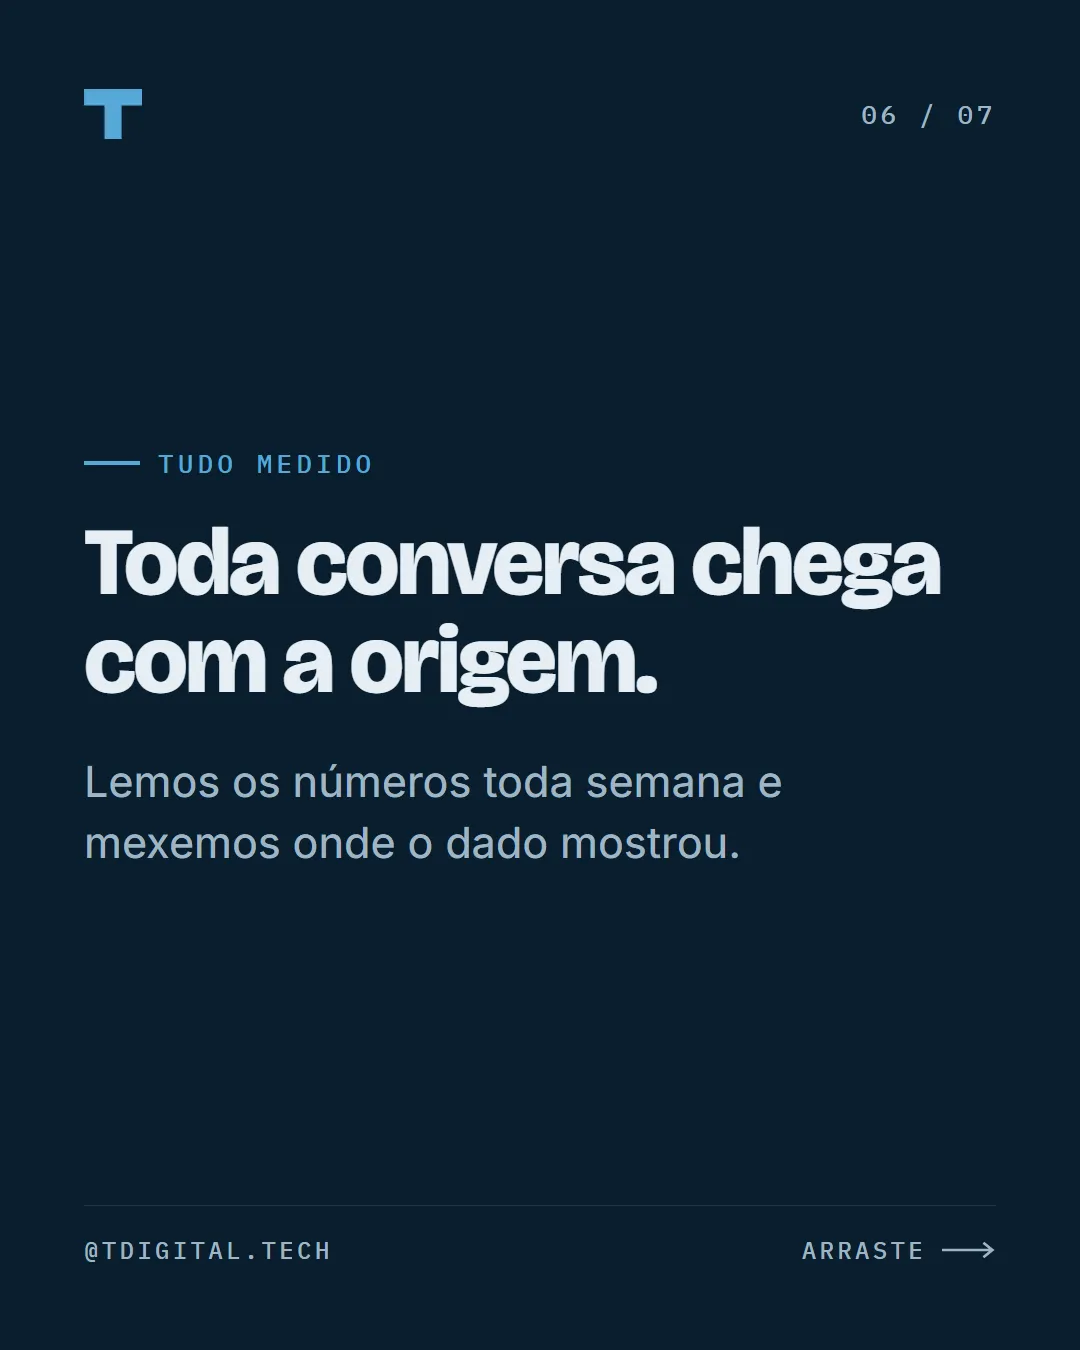 T
06 / 07
TUDO MEDIDO
Toda conversa chega
com a origem.
Lemos os números toda semana e
mexemos onde o dado mostrou.
@TDIGITAL.TECH
ARRASTE